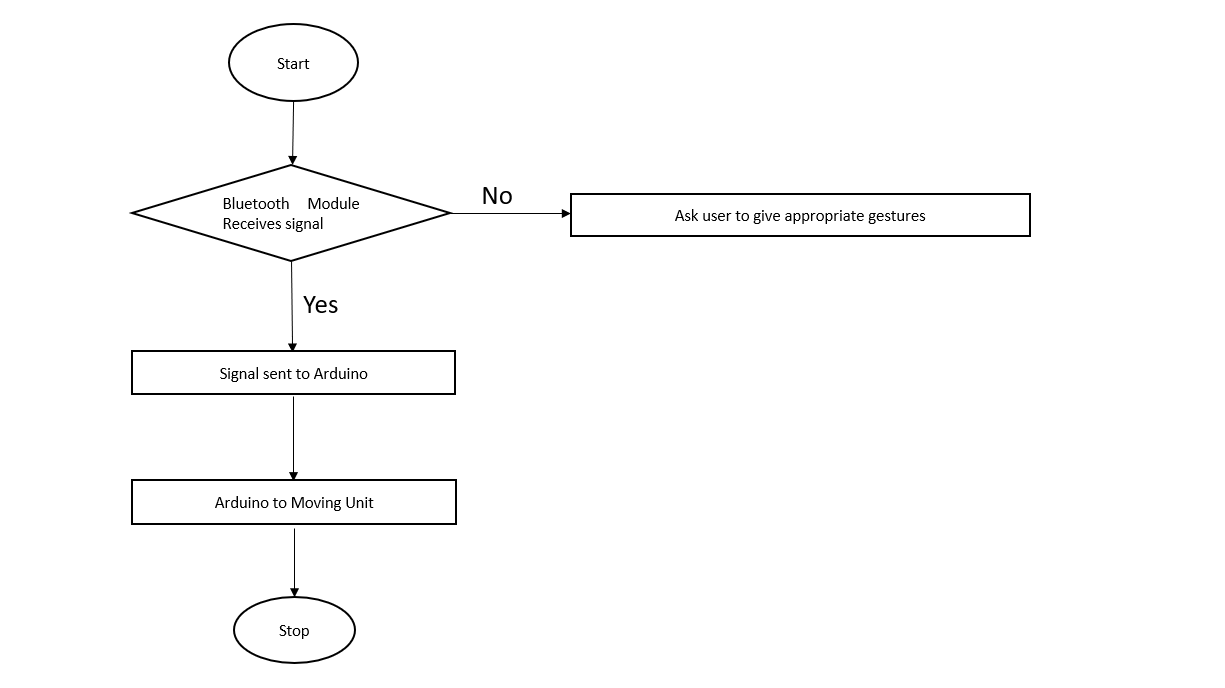 Start
Bluetooth Module
Receives signal
No
Ask user to give appropriate gestures
Yes
Signal sent to Arduino
Arduino to Moving Unit
Stop